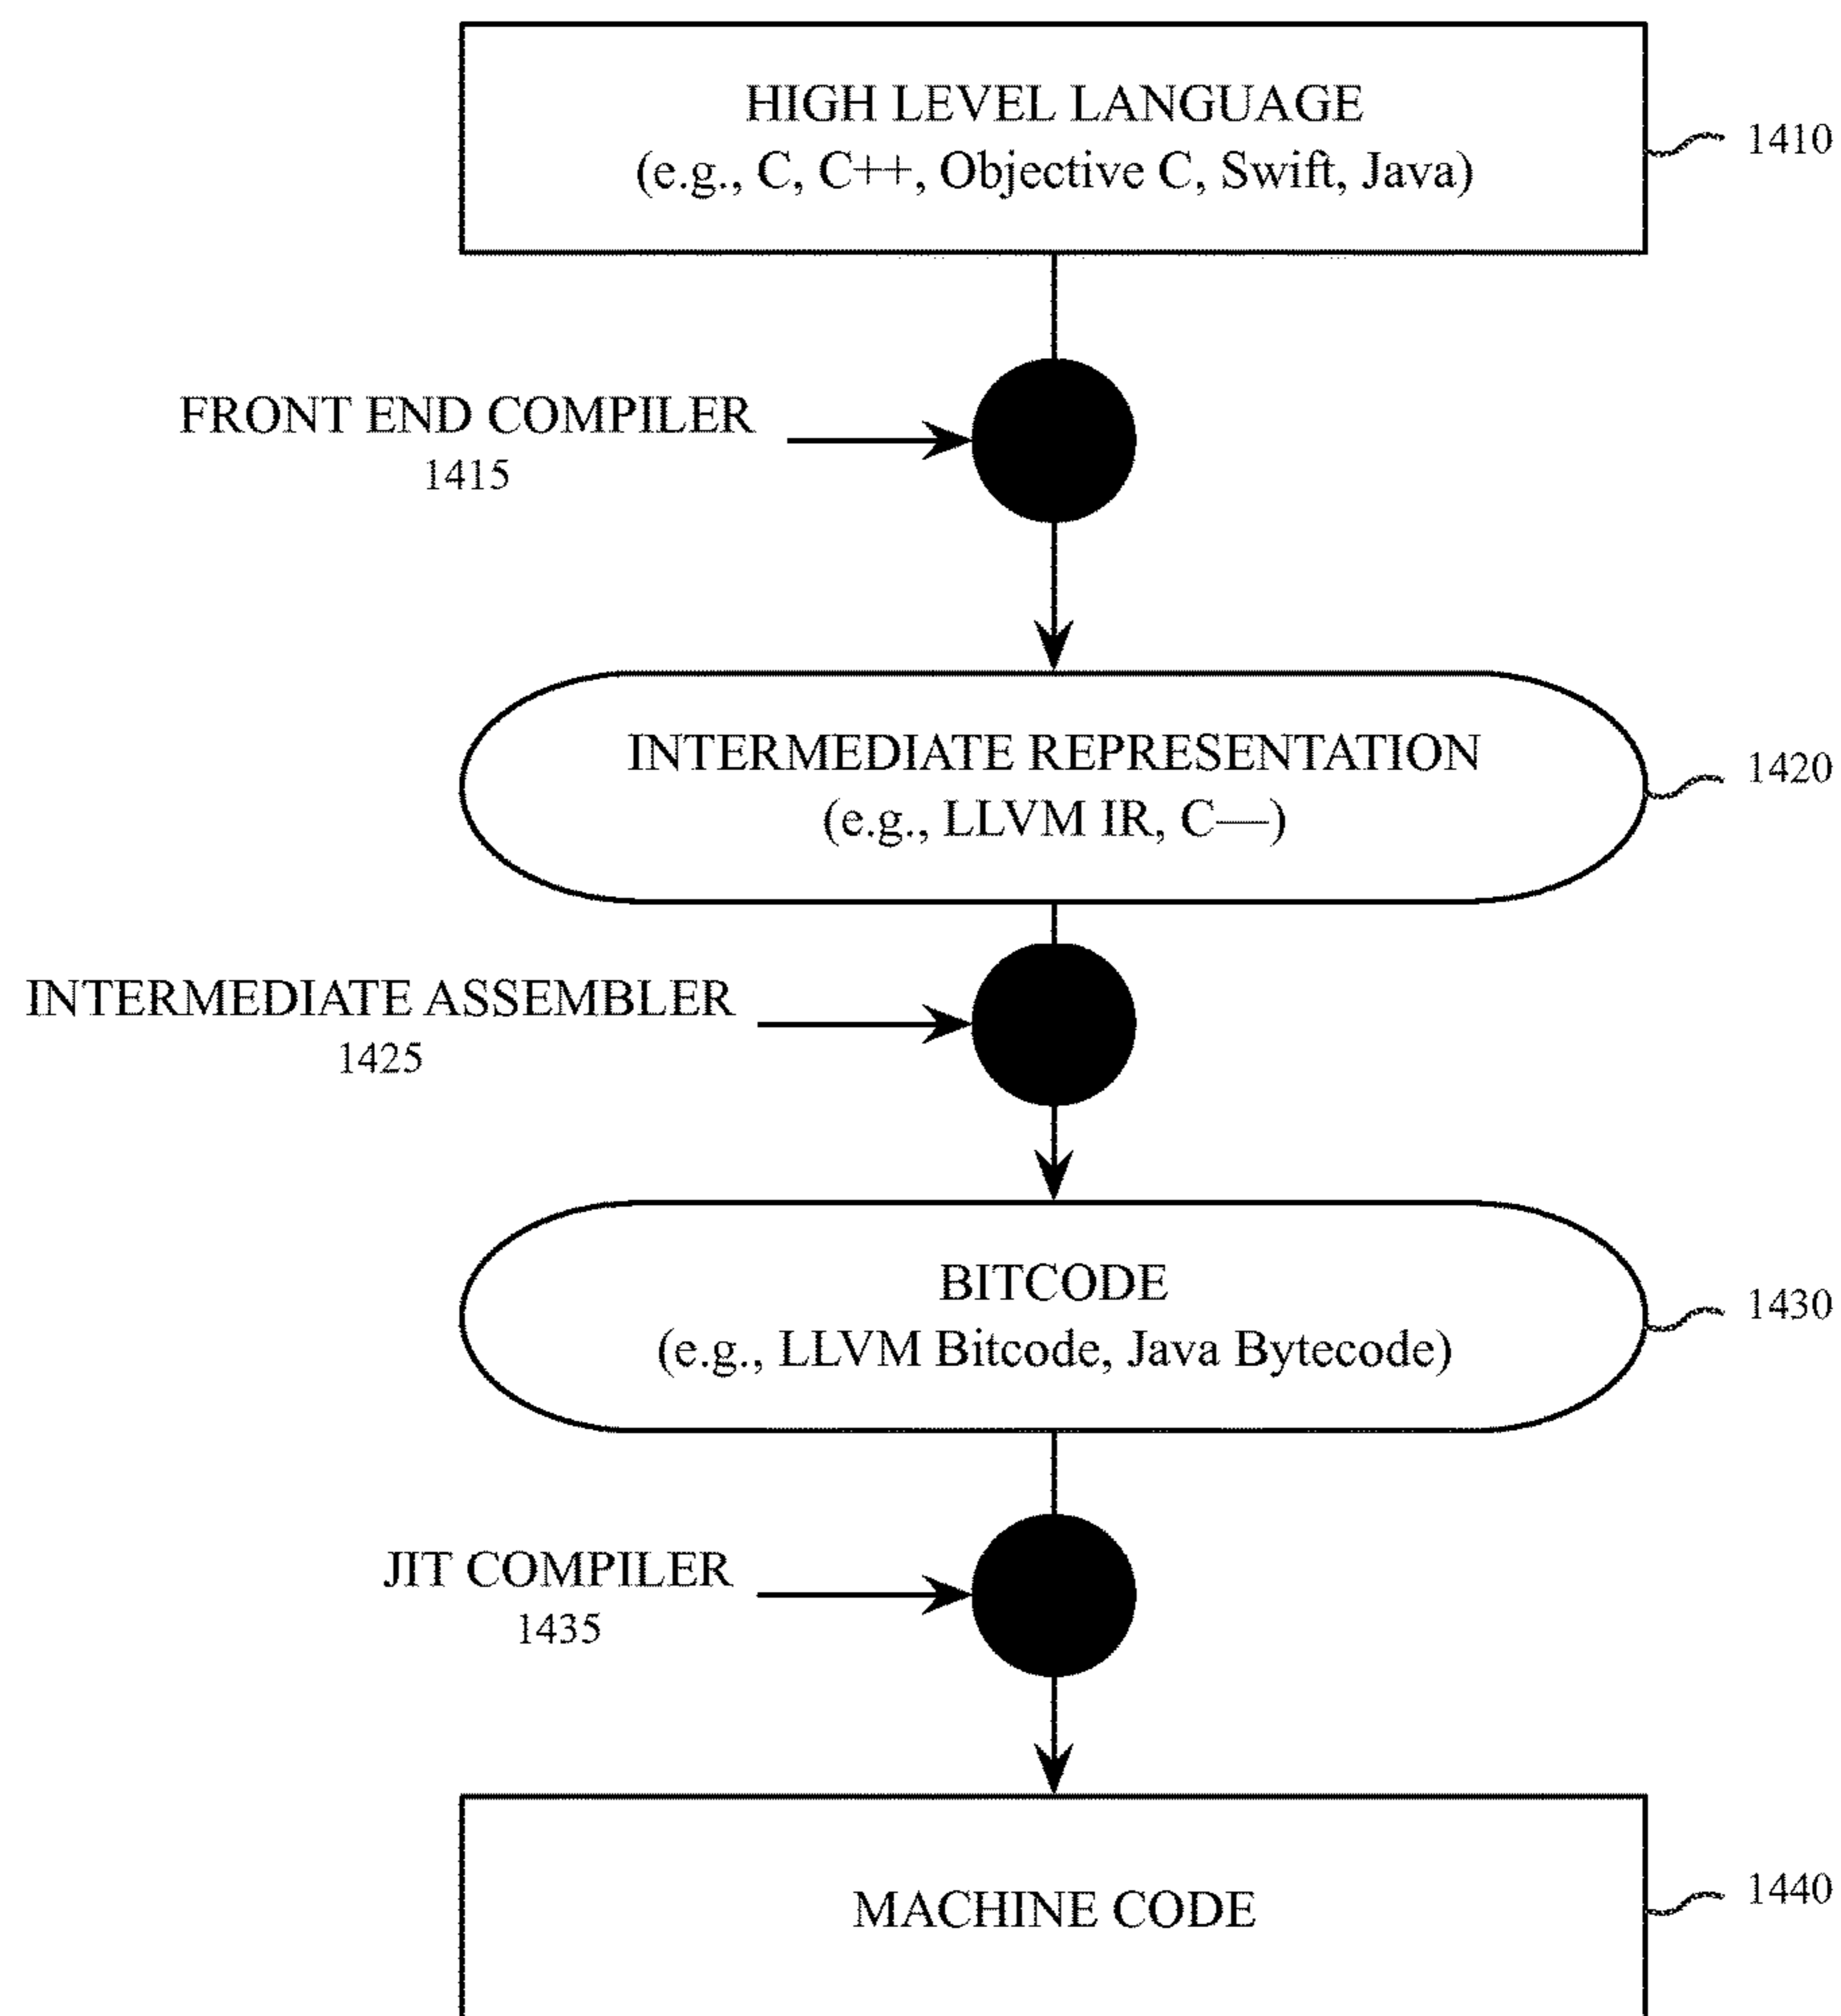 HIGH LEVEL LANGUAGE
(e.g., C, C++, Objective C, Swift, Java)
1410
FRONT END COMPILER
1415
INTERMEDIATE REPRESENTATION
(e.g., LLVM IR, C—)
1420
INTERMEDIATE ASSEMBLER
1425
BITCODE
(e.g., LLVM Bitcode, Java Bytecode)
1430
JIT COMPILER
1435
MACHINE CODE
1440